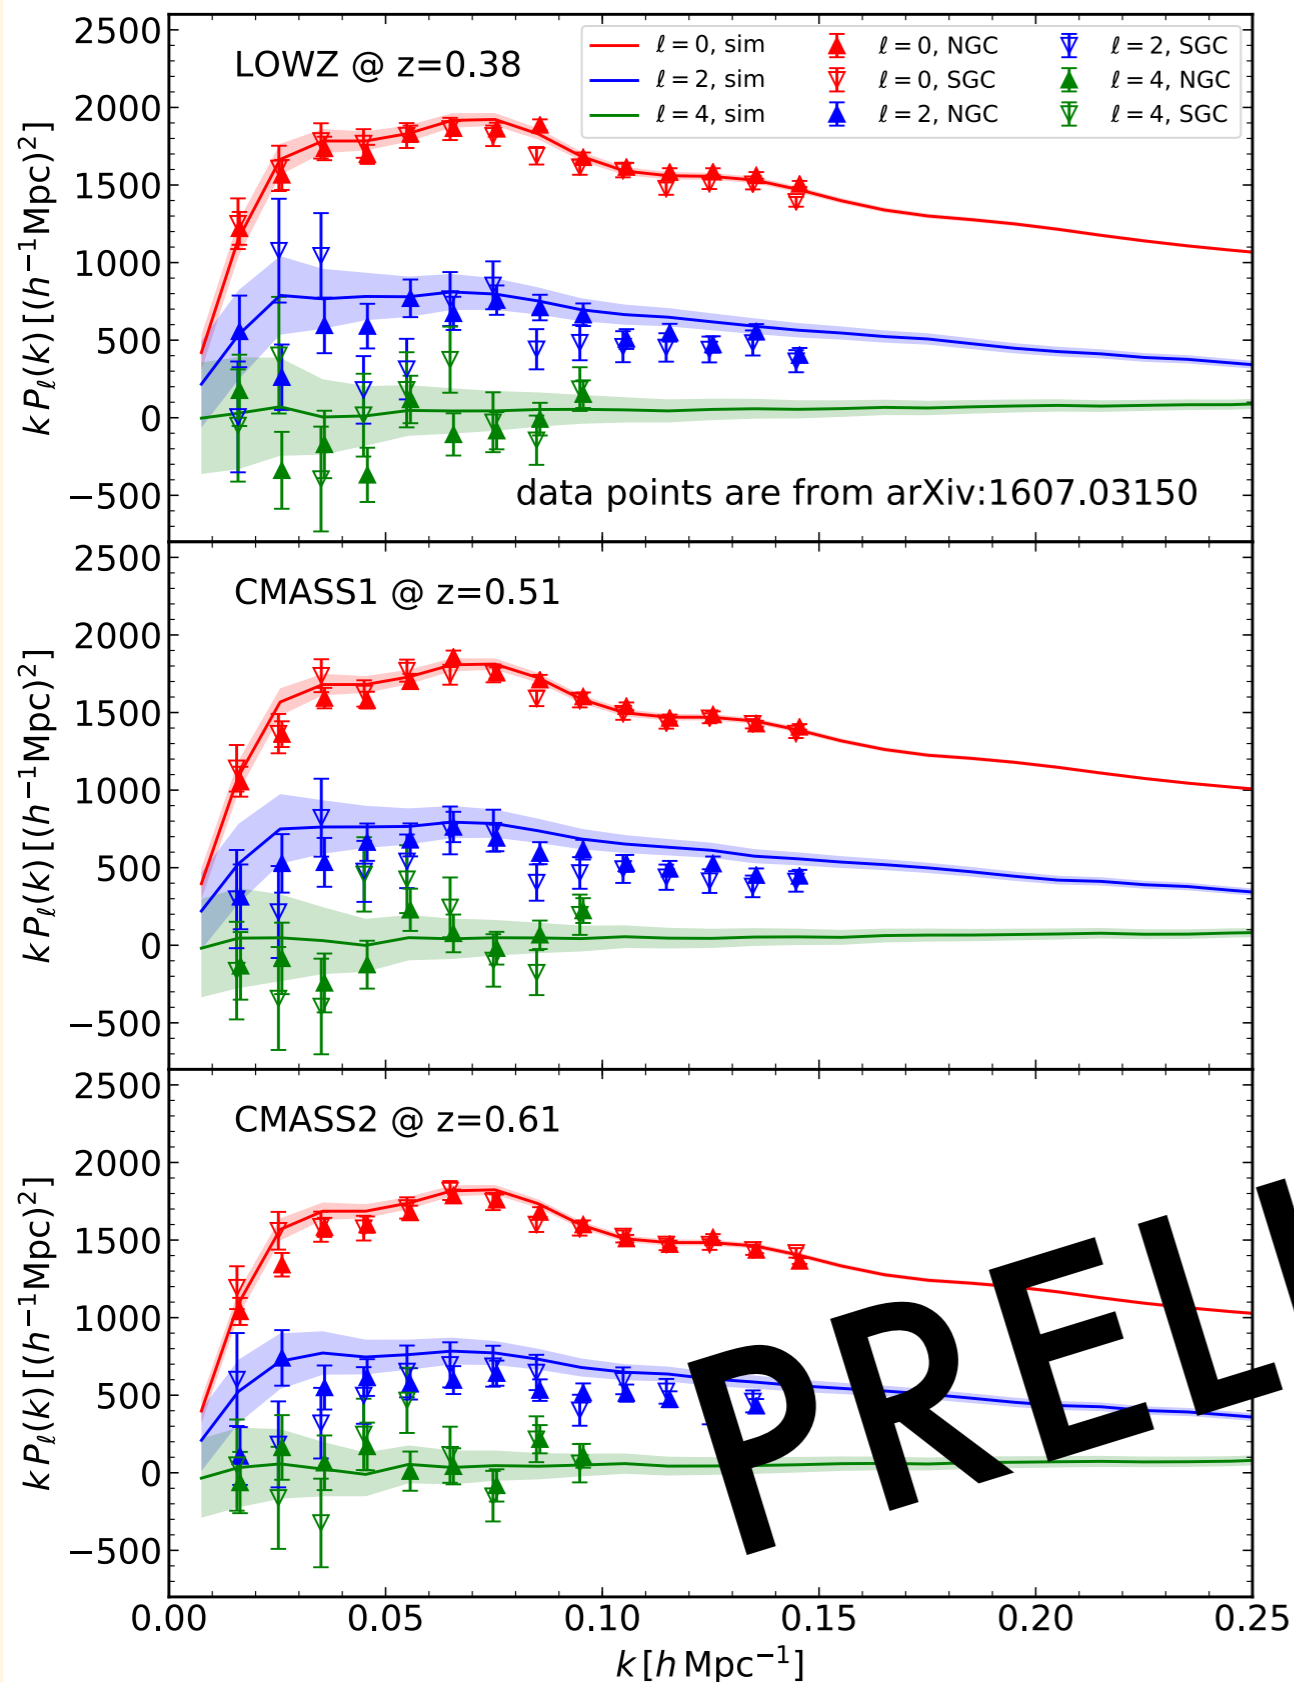 2500
2000
1500
1000
500
0
−500
k P_ℓ(k) [(h⁻¹Mpc)²]
LOWZ @ z=0.38
ℓ = 0, sim
ℓ = 2, sim
ℓ = 4, sim
ℓ = 0, NGC
ℓ = 0, SGC
ℓ = 2, NGC
ℓ = 2, SGC
ℓ = 4, NGC
ℓ = 4, SGC
data points are from arXiv:1607.03150
2500
2000
1500
1000
500
0
−500
k P_ℓ(k) [(h⁻¹Mpc)²]
CMASS1 @ z=0.51
2500
2000
1500
1000
500
0
−500
k P_ℓ(k) [(h⁻¹Mpc)²]
CMASS2 @ z=0.61
PRELI
0.00 0.05 0.10 0.15 0.20 0.25
k [h Mpc⁻¹]